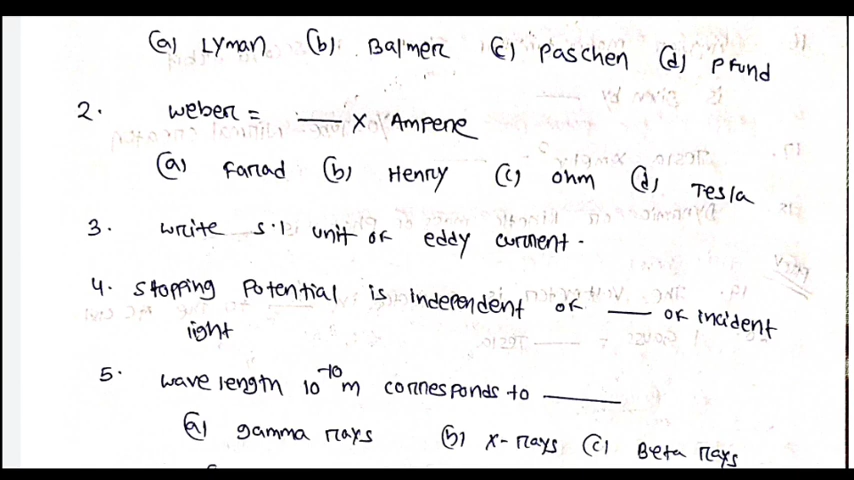 (a) Lyman (b) Balmer (c) Paschen (d) Pfund
2. Weber = ___ X Ampere
(a) Farad (b) Henry (c) ohm (d) Tesla
3. write s.I unit of eddy current.
4. stopping Potential is independent of ___ of incident
light
5. wave length 10⁻¹⁰m corresponds to ___
(a) gamma rays (b) X-rays (c) Beta rays